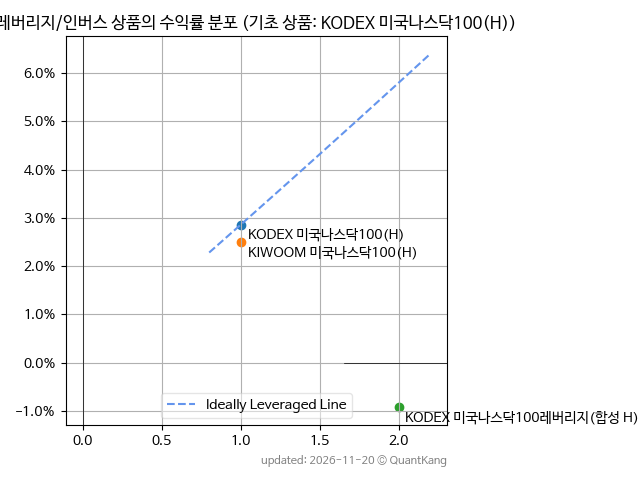 레버리지/인버스 상품의 수익률 분포 (기초 상품: KODEX 미국나스닥100(H))
6.0%
5.0%
4.0%
3.0%
2.0%
1.0%
0.0%
-1.0%
KODEX 미국나스닥100(H)
KIWOOM 미국나스닥100(H)
Ideally Leveraged Line
KODEX 미국나스닥100레버리지(합성 H)
0.0 0.5 1.0 1.5 2.0
updated: 2026-11-20 © QuantKang